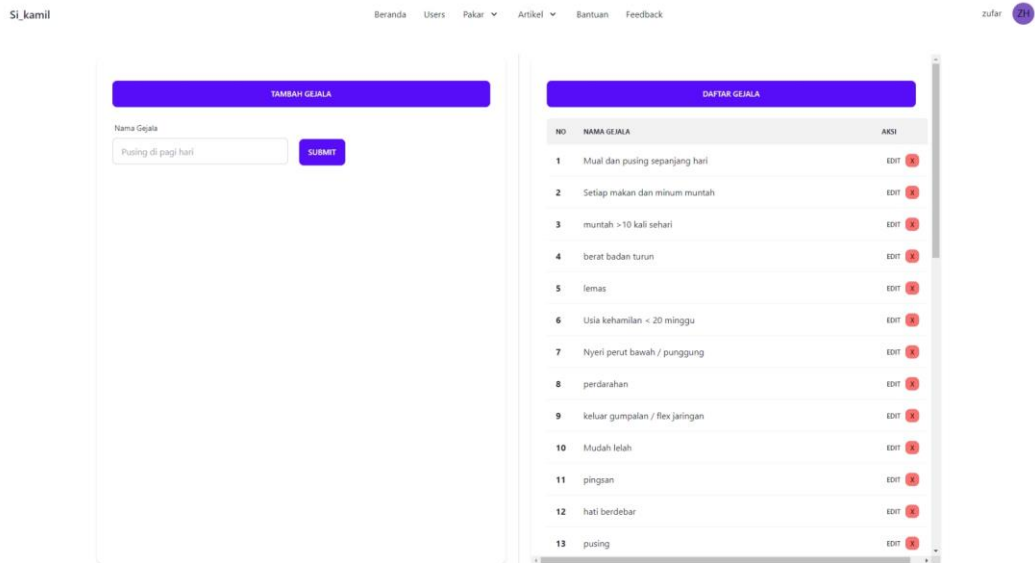 Si_kamil Beranda Users Pakar Artikel Bantuan Feedback zufar ZH
TAMBAH GEJALA
Nama Gejala
Pusing di pagi hari SUBMIT
DAFTAR GEJALA
NO NAMA GEJALA AKSI
1 Mual dan pusing sepanjang hari EDIT X
2 Setiap makan dan minum muntah EDIT X
3 muntah >10 kali sehari EDIT X
4 berat badan turun EDIT X
5 lemas EDIT X
6 Usia kehamilan < 20 minggu EDIT X
7 Nyeri perut bawah / punggung EDIT X
8 perdarahan EDIT X
9 keluar gumpalan / flex jaringan EDIT X
10 Mudah lelah EDIT X
11 pingsan EDIT X
12 hati berdebar EDIT X
13 pusing EDIT X